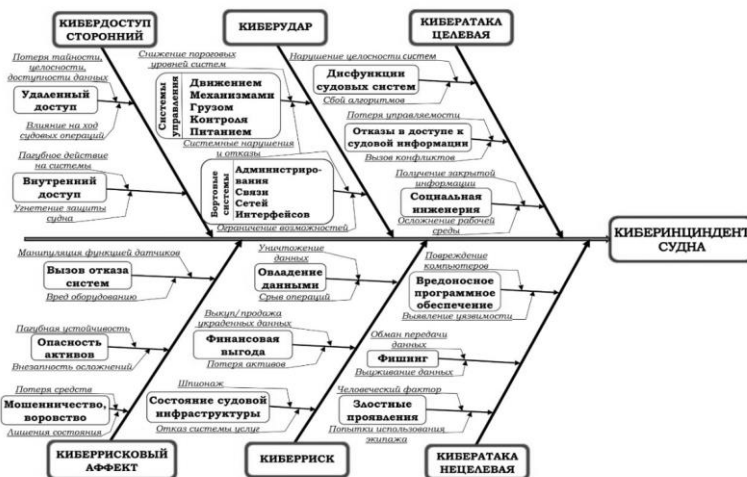 КИБЕРДОСТУП
СТОРОННИЙ
КИБЕРУДАР
КИБЕРАТАКА
ЦЕЛЕВАЯ
Потеря тайности,
целосности,
доступности данных
Удаленный
доступ
Влияние на ход
судовых операций
Пагубное действие
на системы
Внутренний
доступ
Угнетение защиты
судна
Снижение пороговых
уровней систем
Системы
управления
Движением
Механизмами
Грузом
Контроля
Питанием
Системные нарушения
и отказы
Бортовые
системы
Администриро-
вания
Связи
Сетей
Интерфейсов
Ограничение возможностей
Нарушение целосности систем
Дисфункции
судовых систем
Сбой алгоритмов
Потеря управляемости
Отказы в доступе к
судовой информации
Вызов конфликтов
Получение закрытой
информации
Социальная
инженерия
Осложнение рабочей
среды
КИБЕРИНЦИНДЕНТ
СУДНА
Манипуляция функцией датчиков
Вызов отказа
систем
Вред оборудованию
Пагубная устойчивость
Опасность
активов
Внезапность осложнений
Потеря средств
Мошенничество,
воровство
Лишения состояния
Уничтожение
данных
Овладение
данными
Срыв операций
Выкуп/продажа
украденных данных
Финансовая
выгода
Потеря активов
Шпионаж
Состояние судовой
инфраструктуры
Отказ системы услуг
Повреждение
компьютеров
Вредоносное
программное
обеспечение
Выявление уязвимости
Обман передачи
данных
Фишинг
Выуживание данных
Человеческий фактор
Злостные
проявления
Попытки использования
экипажа
КИБЕРРИСКОВЫЙ
АФФЕКТ
КИБЕРРИСК
КИБЕРАТАКА
НЕЦЕЛЕВАЯ